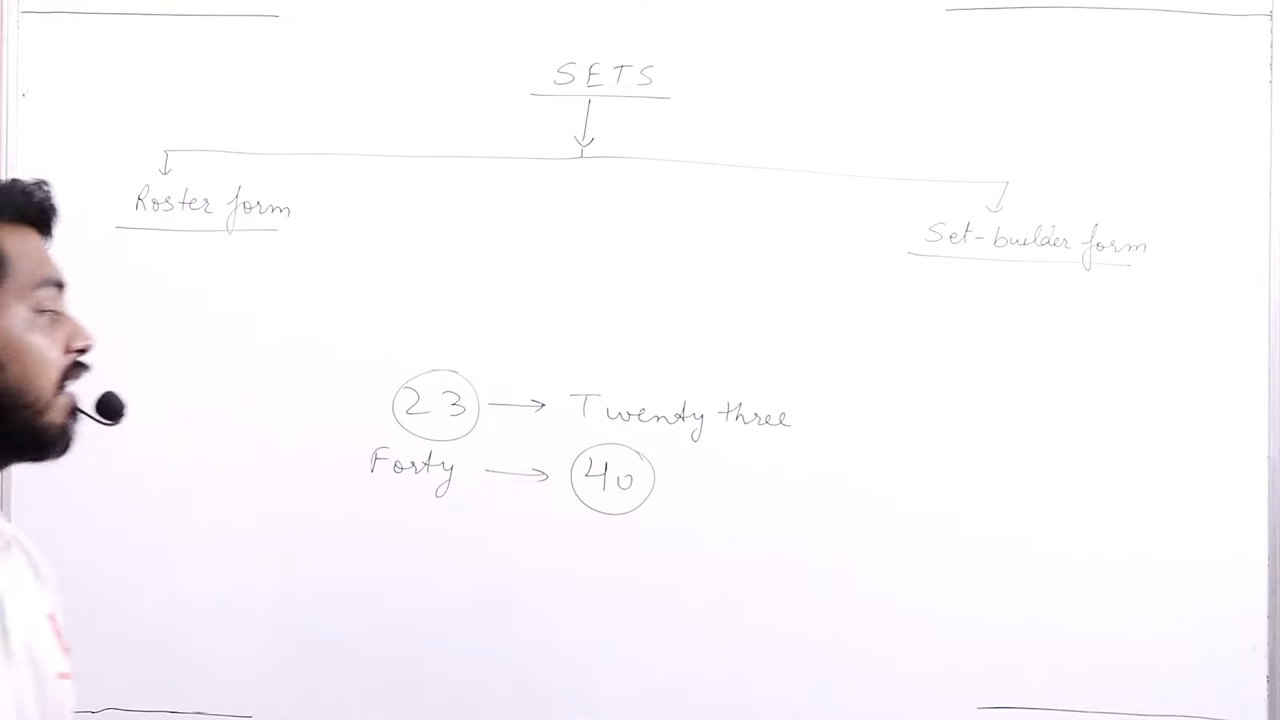 SETS
Roster form
Set-builder form
23 → Twenty three
Forty → 40